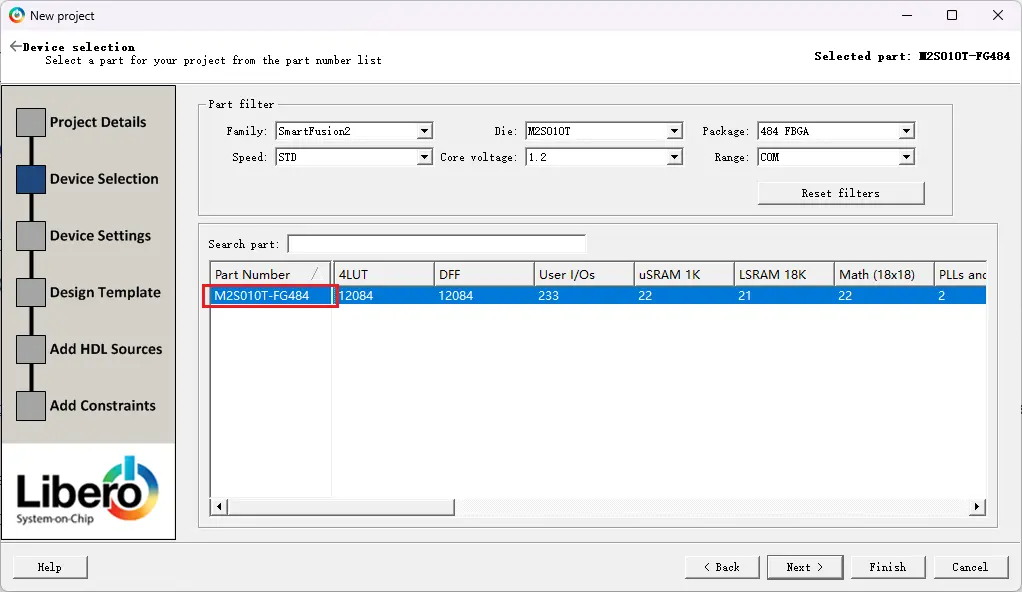 New project
Device selection
Select a part for your project from the part number list
Selected part: M2S010T-FG484
Project Details
Device Selection
Device Settings
Design Template
Add HDL Sources
Add Constraints
Libero
System-on-Chip
Part filter
Family: SmartFusion2 Die: M2S010T Package: 484 FBGA
Speed: STD Core voltage: 1.2 Range: COM
Reset filters
Search part:
Part Number 4LUT DFF User I/Os uSRAM 1K LSRAM 18K Math (18x18) PLLs and
M2S010T-FG484 12084 12084 233 22 21 22 2
Help < Back Next > Finish Cancel